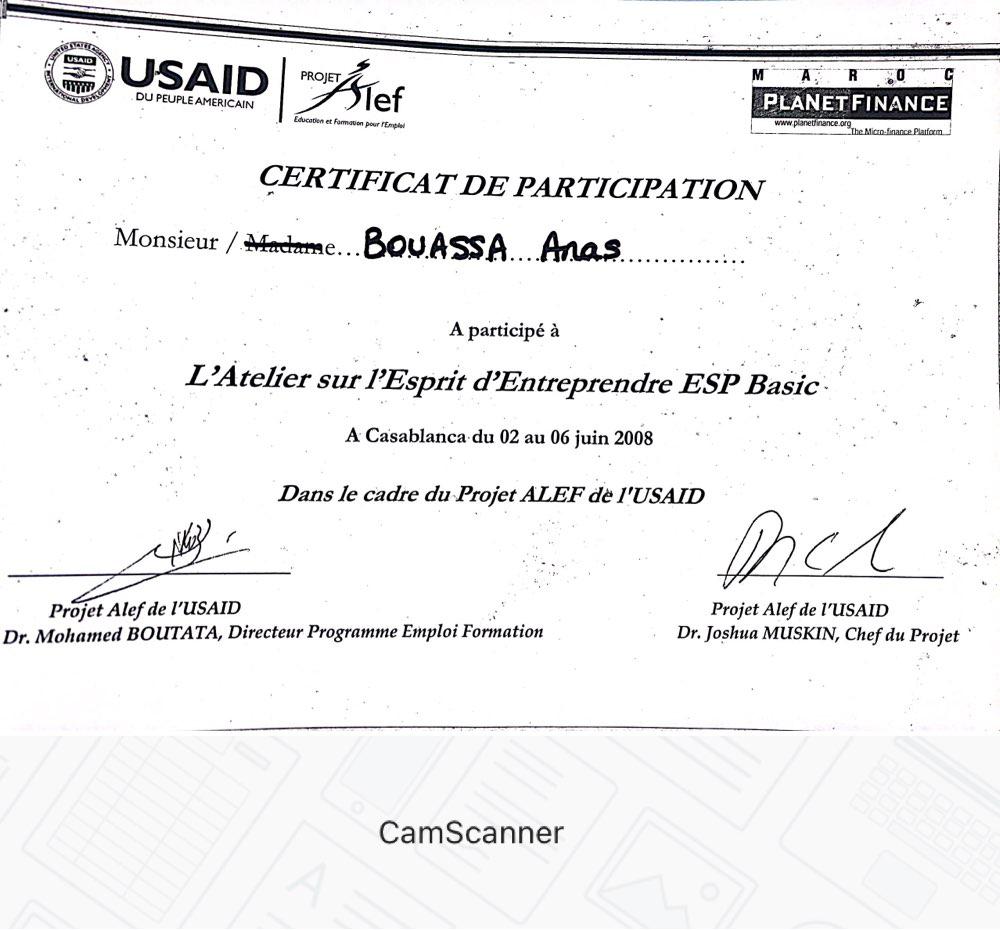 UNITED STATES AGENCY
USAID
INTERNATIONAL DEVELOPMENT
USAID
DU PEUPLE AMERICAIN
PROJET
Alef
Education et Formation pour l'Emploi
MAROC
PLANETFINANCE
www.planetfinance.org
The Micro-finance Platform
CERTIFICAT DE PARTICIPATION
Monsieur / Madame...BOUASSA....Anas..................
A participé à
L'Atelier sur l'Esprit d'Entreprendre ESP Basic
A Casablanca du 02 au 06 juin 2008
Dans le cadre du Projet ALEF de l'USAID
Projet Alef de l'USAID
Dr. Mohamed BOUTATA, Directeur Programme Emploi Formation
Projet Alef de l'USAID
Dr. Joshua MUSKIN, Chef du Projet
CamScanner